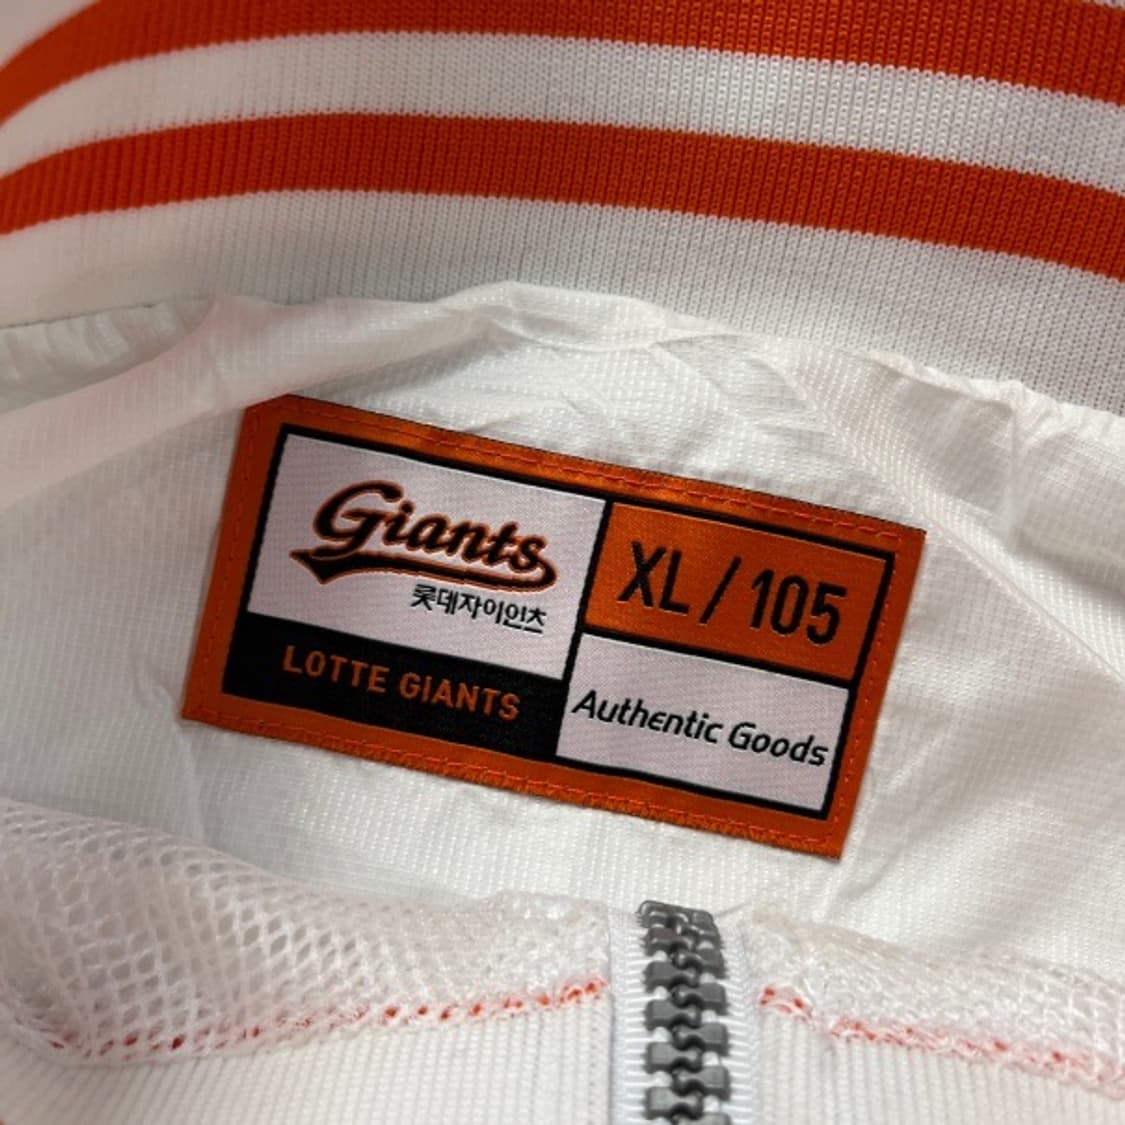 Giants
롯데자이언츠
LOTTE GIANTS
XL / 105
Authentic Goods